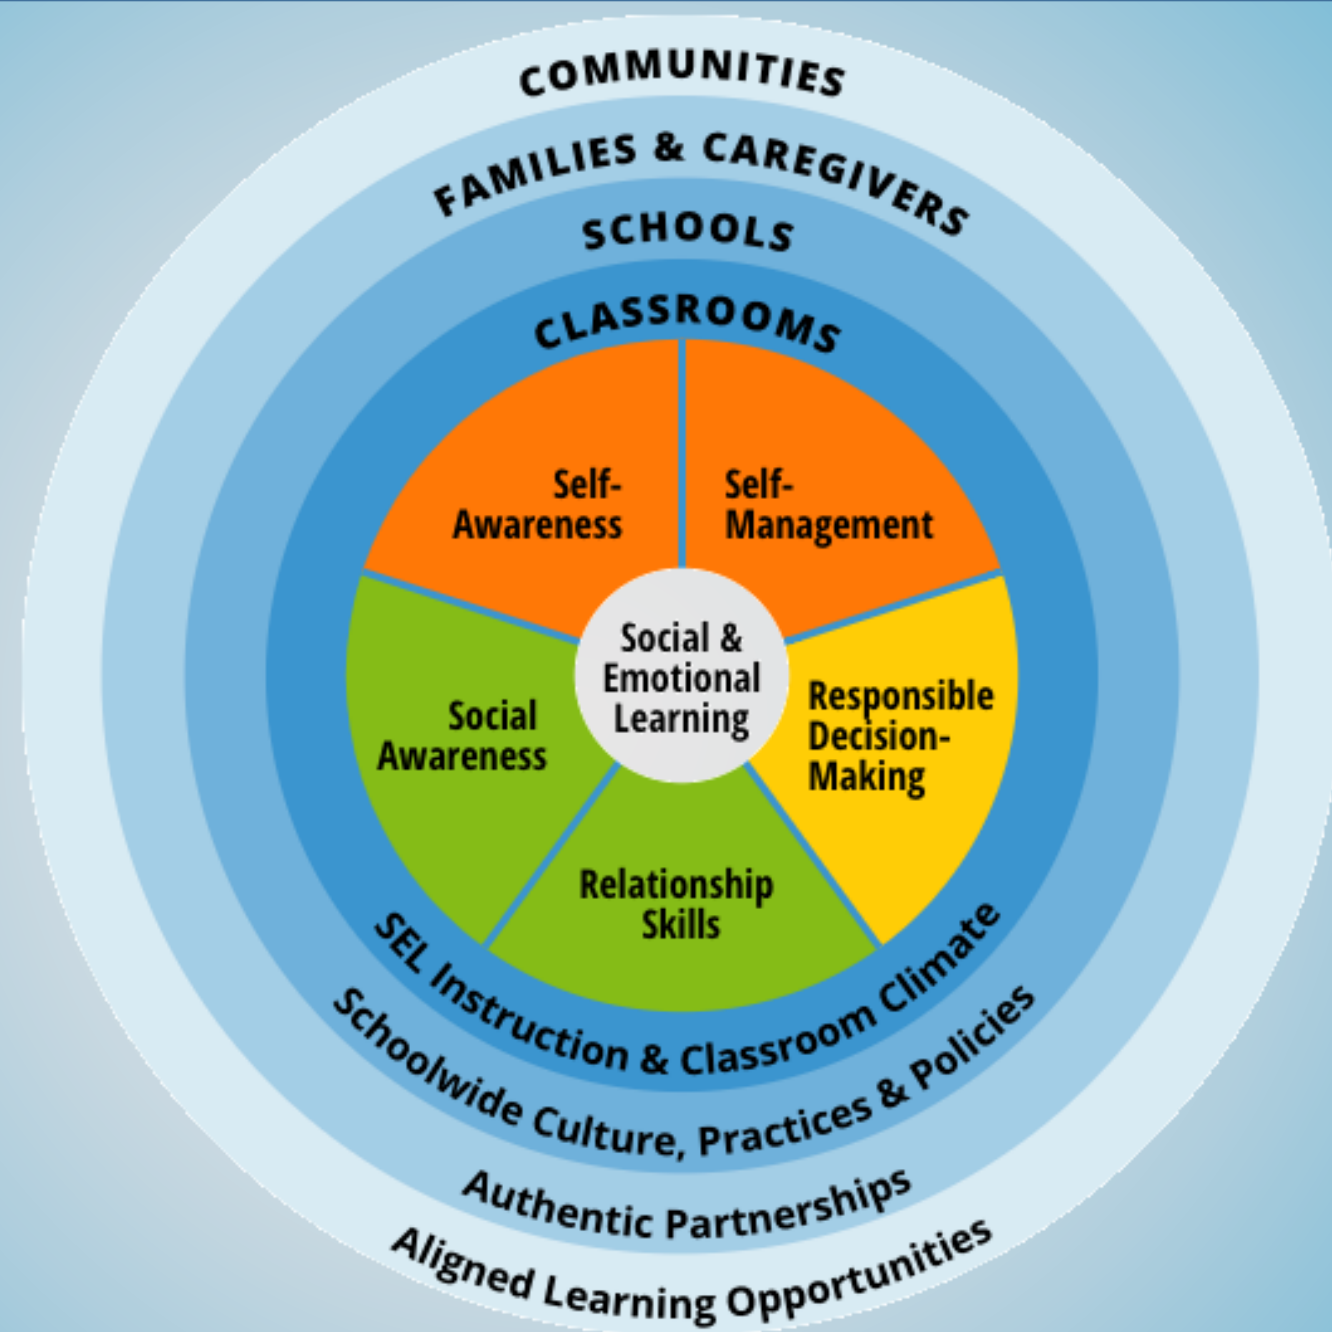 COMMUNITIES
FAMILIES & CAREGIVERS
SCHOOLS
CLASSROOMS
Self-
Awareness
Self-
Management
Social &
Emotional
Learning
Social
Awareness
Responsible
Decision-
Making
Relationship
Skills
SEL Instruction & Classroom Climate
Schoolwide Culture, Practices & Policies
Authentic Partnerships
Aligned Learning Opportunities